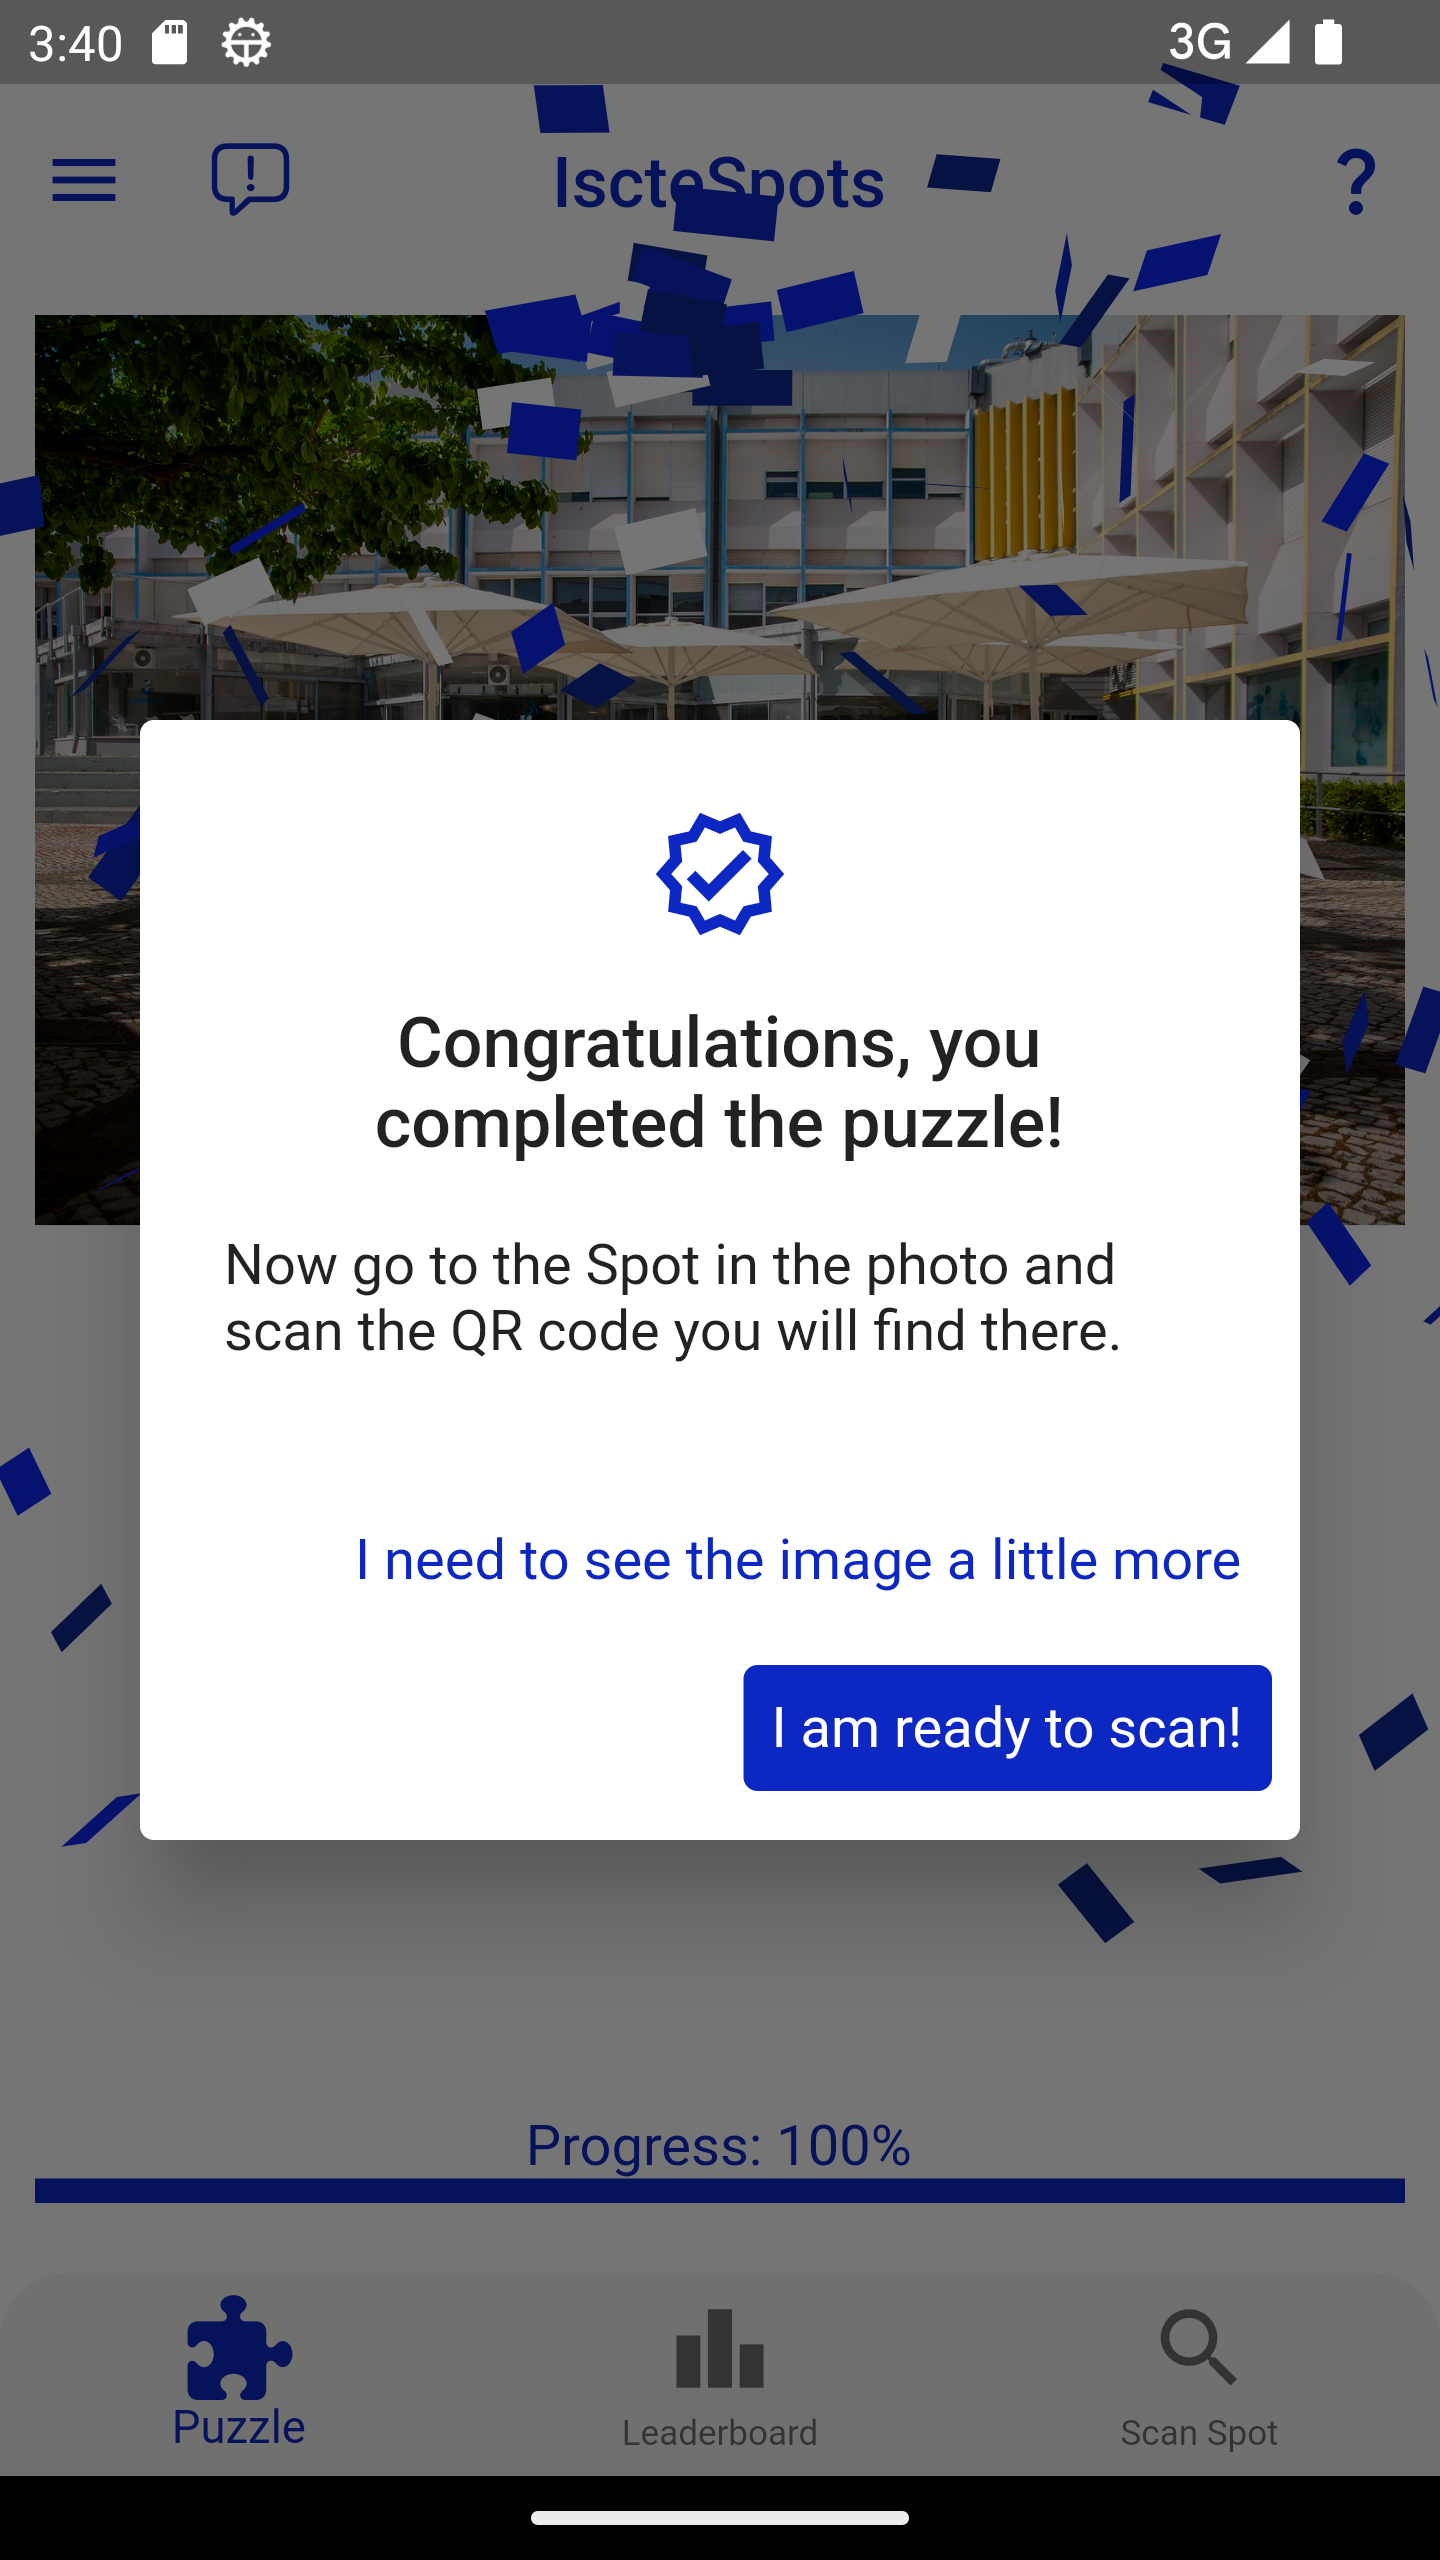 3:40
3G
IscteSpots
Congratulations, you
completed the puzzle!
Now go to the Spot in the photo and
scan the QR code you will find there.
I need to see the image a little more
I am ready to scan!
Progress: 100%
Puzzle
Leaderboard
Scan Spot